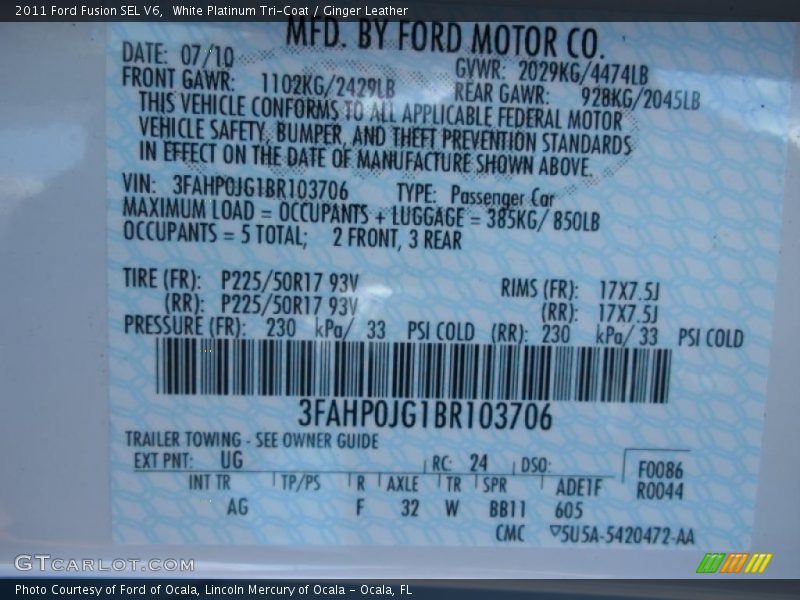 2011 Ford Fusion SEL V6, White Platinum Tri-Coat / Ginger Leather
MFD. BY FORD MOTOR CO.
DATE: 07/10 GVWR: 2029KG/4474LB
FRONT GAWR: 1102KG/2429LB REAR GAWR: 928KG/2045LB
THIS VEHICLE CONFORMS TO ALL APPLICABLE FEDERAL MOTOR
VEHICLE SAFETY, BUMPER, AND THEFT PREVENTION STANDARDS
IN EFFECT ON THE DATE OF MANUFACTURE SHOWN ABOVE.
VIN: 3FAHP0JG1BR103706 TYPE: Passenger Car
MAXIMUM LOAD = OCCUPANTS + LUGGAGE = 385KG/ 850LB
OCCUPANTS = 5 TOTAL; 2 FRONT, 3 REAR
TIRE (FR): P225/50R17 93V RIMS (FR): 17X7.5J
(RR): P225/50R17 93V (RR): 17X7.5J
PRESSURE (FR): 230 kPa/ 33 PSI COLD (RR): 230 kPa/ 33 PSI COLD
3FAHP0JG1BR103706
TRAILER TOWING - SEE OWNER GUIDE
EXT PNT: UG RC: 24 DSO: F0086
INT TR TP/PS R AXLE TR SPR ADE1F R0044
AG F 32 W BB11 605
CMC ▽5U5A-5420472-AA
GTCARLOT.COM
Photo Courtesy of Ford of Ocala, Lincoln Mercury of Ocala - Ocala, FL